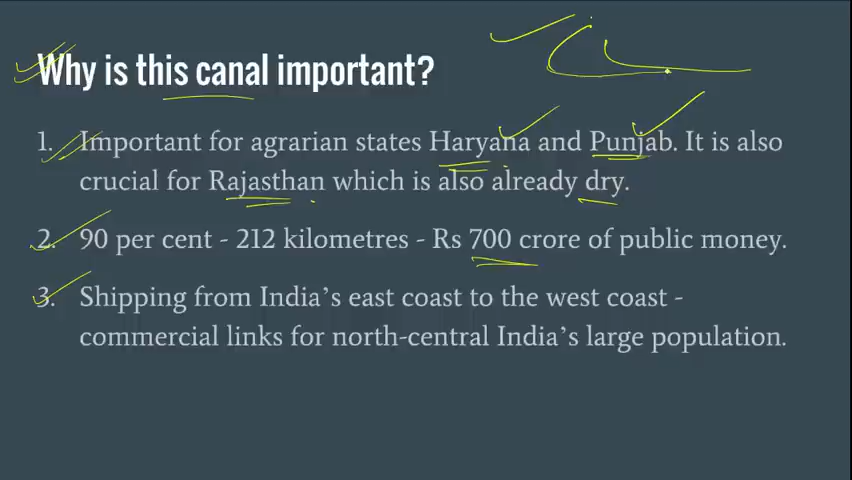 Why is this canal important?
1. Important for agrarian states Haryana and Punjab. It is also
crucial for Rajasthan which is also already dry.
2. 90 per cent - 212 kilometres - Rs 700 crore of public money.
3. Shipping from India’s east coast to the west coast -
commercial links for north-central India’s large population.